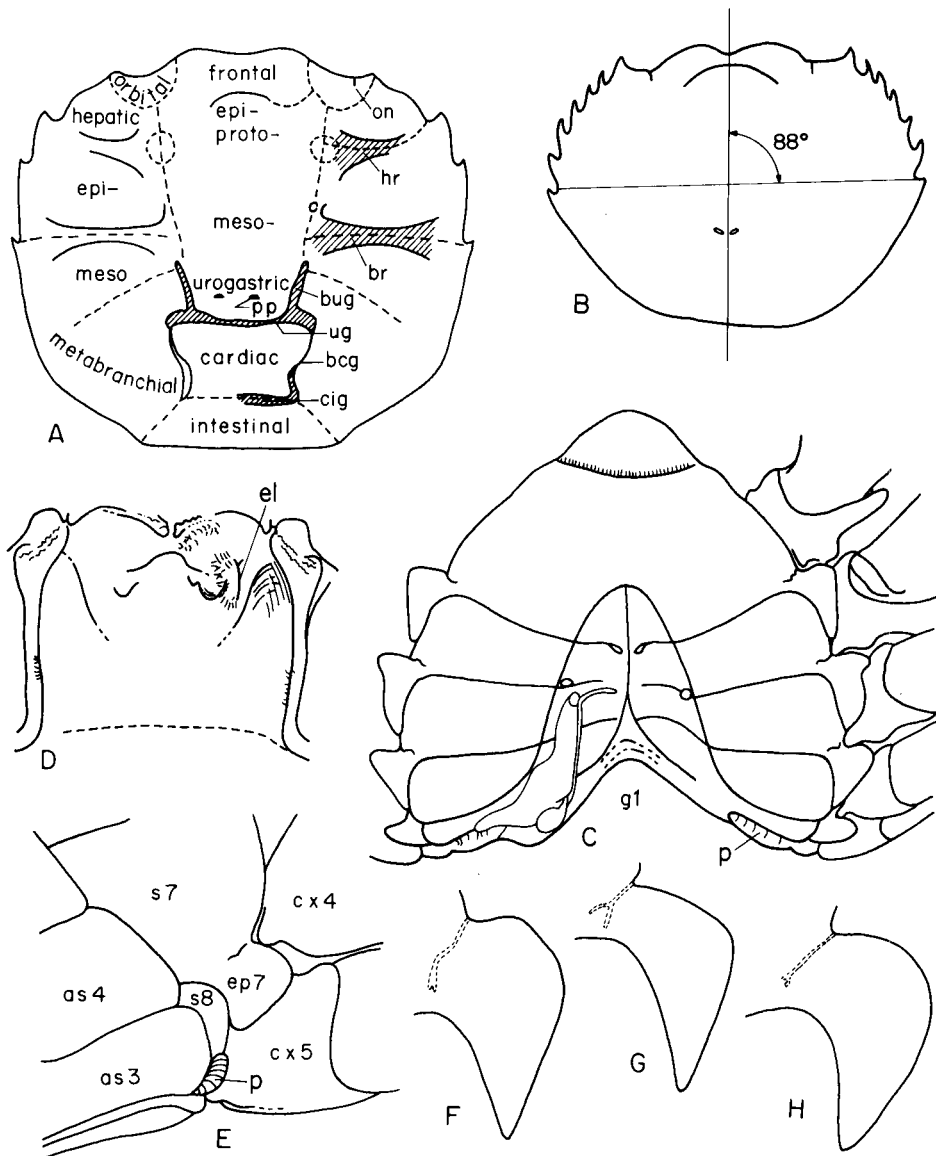 frontal
orbital
on
hepatic
epi-
proto-
hr
epi-
meso-
br
meso
urogastric
pp
bug
ug
metabranchial
cardiac
bcg
cig
intestinal
A
88°
B
el
D
g1
C
p
s7
cx4
ep7
as4
s8
cx5
as3
p
E
F
G
H